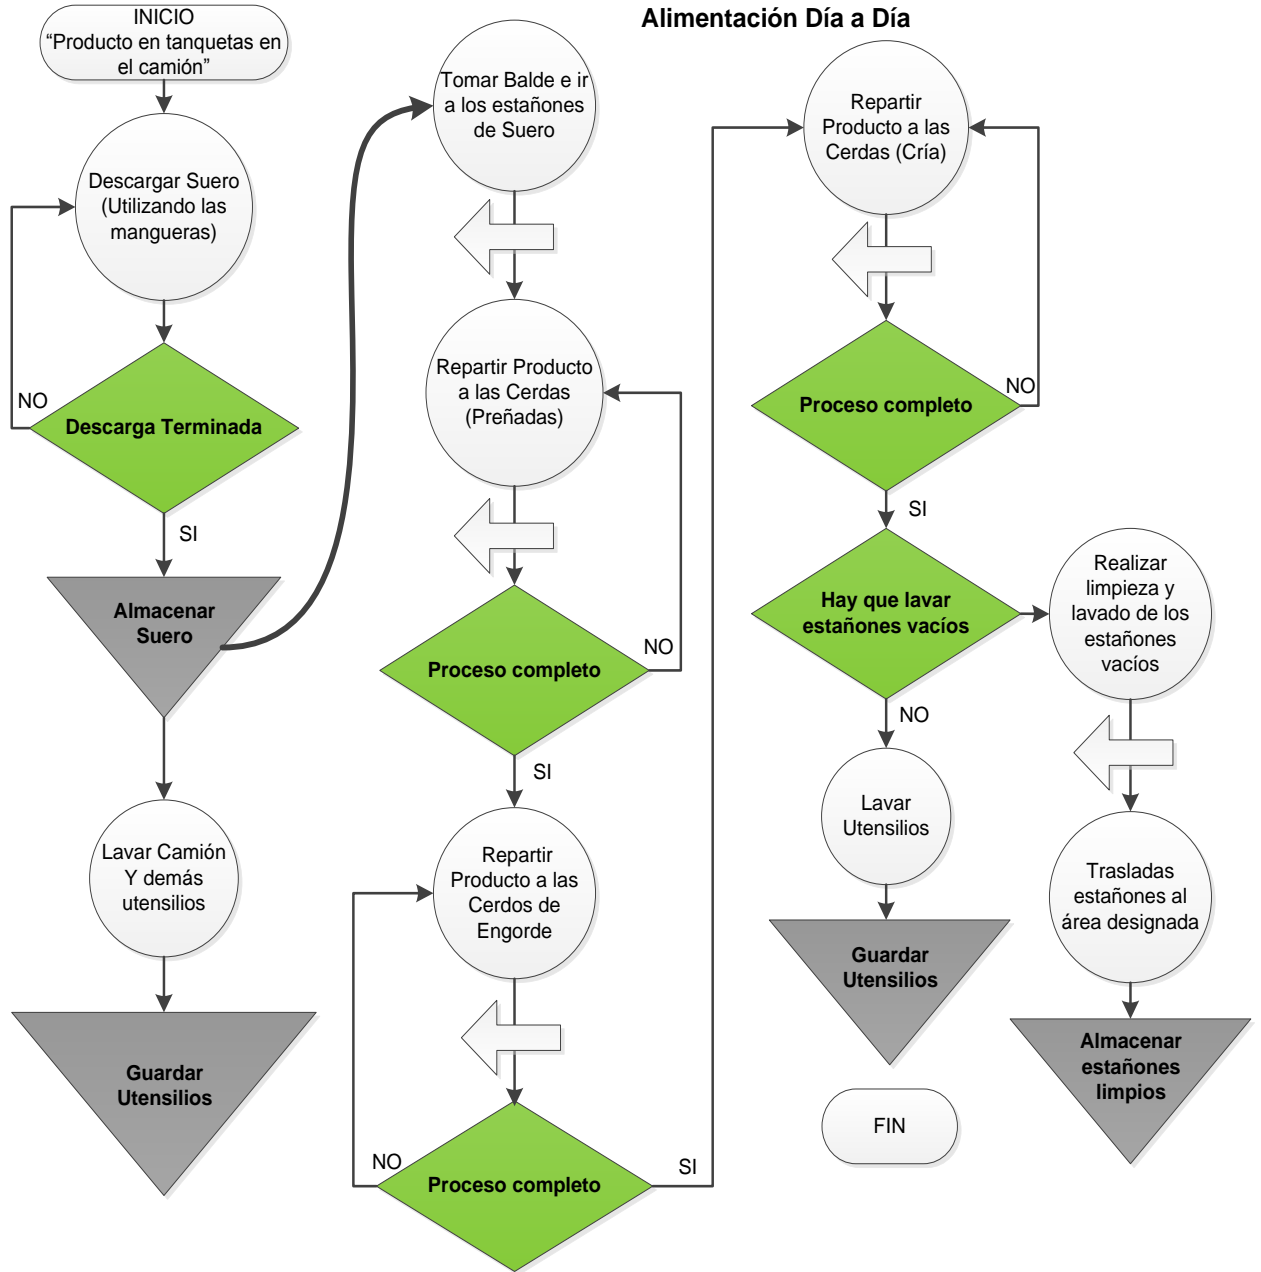 Alimentación Día a Día
INICIO
“Producto en tanquetas en
el camión”
Descargar Suero
(Utilizando las
mangueras)
NO
Descarga Terminada
SI
Almacenar
Suero
Lavar Camión
Y demás
utensilios
Guardar
Utensilios
Tomar Balde e ir
a los estañones
de Suero
Repartir Producto
a las Cerdas
(Preñadas)
NO
Proceso completo
SI
Repartir
Producto a las
Cerdos de
Engorde
NO
Proceso completo
SI
Repartir
Producto a las
Cerdas (Cría)
NO
Proceso completo
SI
Hay que lavar
estañones vacíos
NO
Lavar
Utensilios
Guardar
Utensilios
FIN
Realizar
limpieza y
lavado de los
estañones
vacíos
Trasladas
estañones al
área designada
Almacenar
estañones
limpios